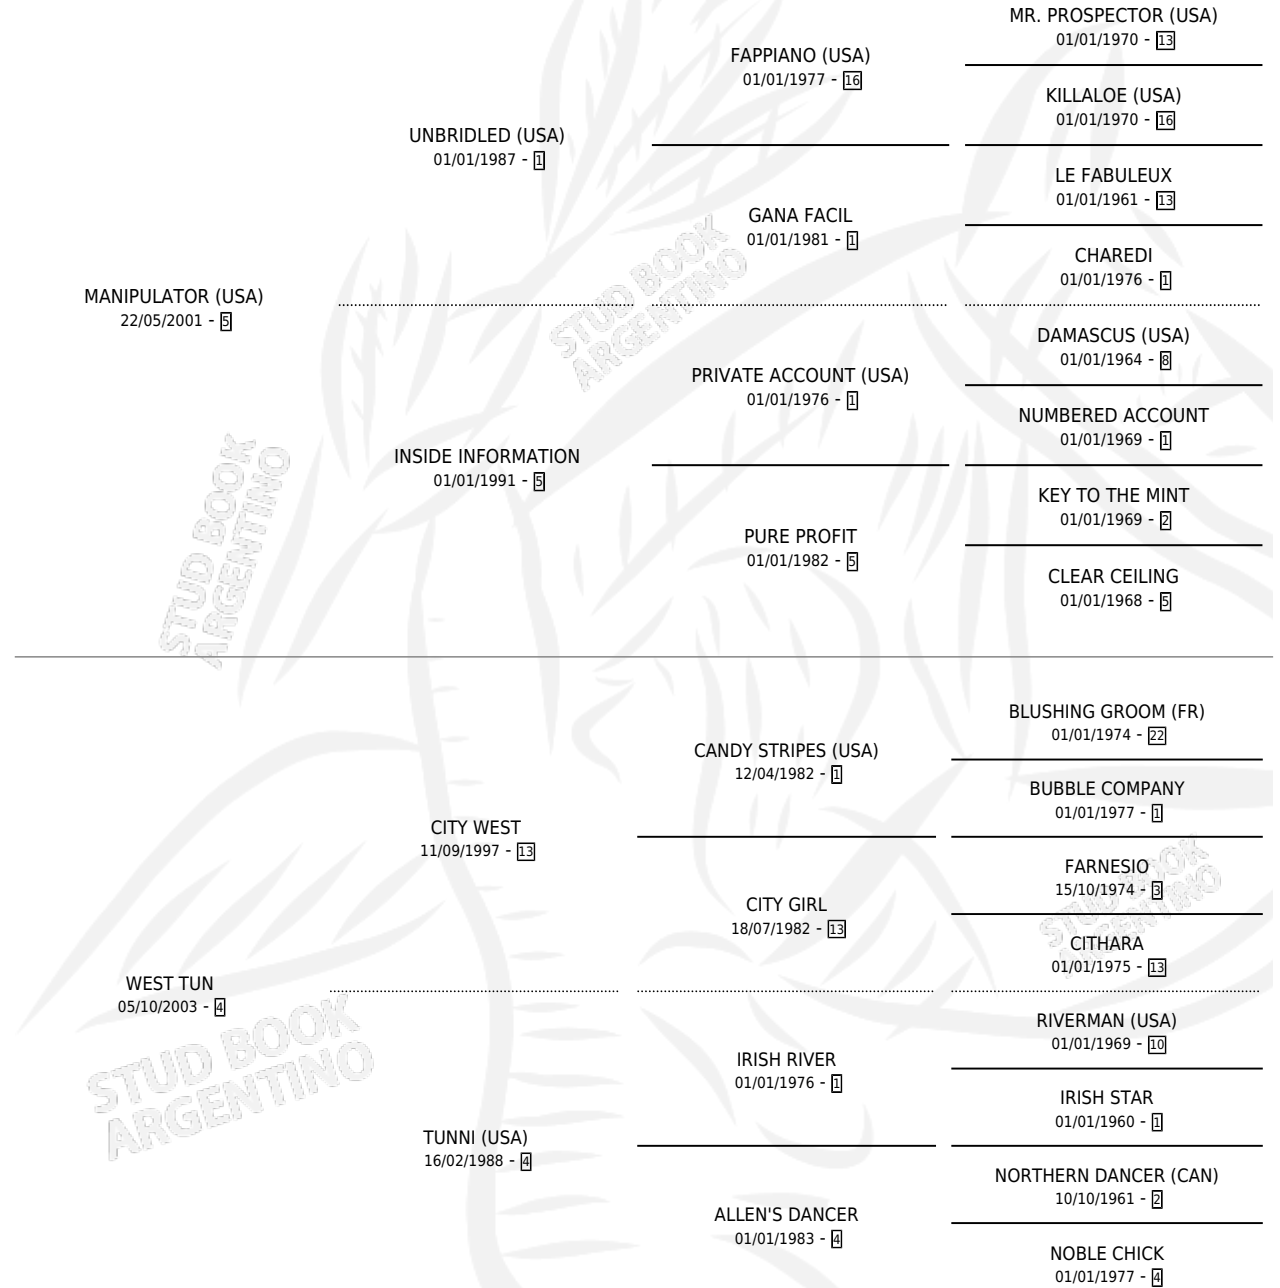 MR. PROSPECTOR (USA)
01/01/1970 - 13
FAPPIANO (USA)
01/01/1977 - 16
KILLALOE (USA)
01/01/1970 - 16
UNBRIDLED (USA)
01/01/1987 - 1
LE FABULEUX
01/01/1961 - 13
GANA FACIL
01/01/1981 - 1
CHAREDI
01/01/1976 - 1
MANIPULATOR (USA)
22/05/2001 - 5
DAMASCUS (USA)
01/01/1964 - 8
PRIVATE ACCOUNT (USA)
01/01/1976 - 1
NUMBERED ACCOUNT
01/01/1969 - 1
INSIDE INFORMATION
01/01/1991 - 5
KEY TO THE MINT
01/01/1969 - 2
PURE PROFIT
01/01/1982 - 5
CLEAR CEILING
01/01/1968 - 5
BLUSHING GROOM (FR)
01/01/1974 - 22
CANDY STRIPES (USA)
12/04/1982 - 1
BUBBLE COMPANY
01/01/1977 - 1
CITY WEST
11/09/1997 - 13
FARNESIO
15/10/1974 - 3
CITY GIRL
18/07/1982 - 13
CITHARA
01/01/1975 - 13
WEST TUN
05/10/2003 - 4
RIVERMAN (USA)
01/01/1969 - 10
IRISH RIVER
01/01/1976 - 1
IRISH STAR
01/01/1960 - 1
TUNNI (USA)
16/02/1988 - 4
NORTHERN DANCER (CAN)
10/10/1961 - 2
ALLEN'S DANCER
01/01/1983 - 4
NOBLE CHICK
01/01/1977 - 4
STUD BOOK
ARGENTINO
STUD BOOK
ARGENTINO
STUD BOOK
ARGENTINO
STUD BOOK
ARGENTINO